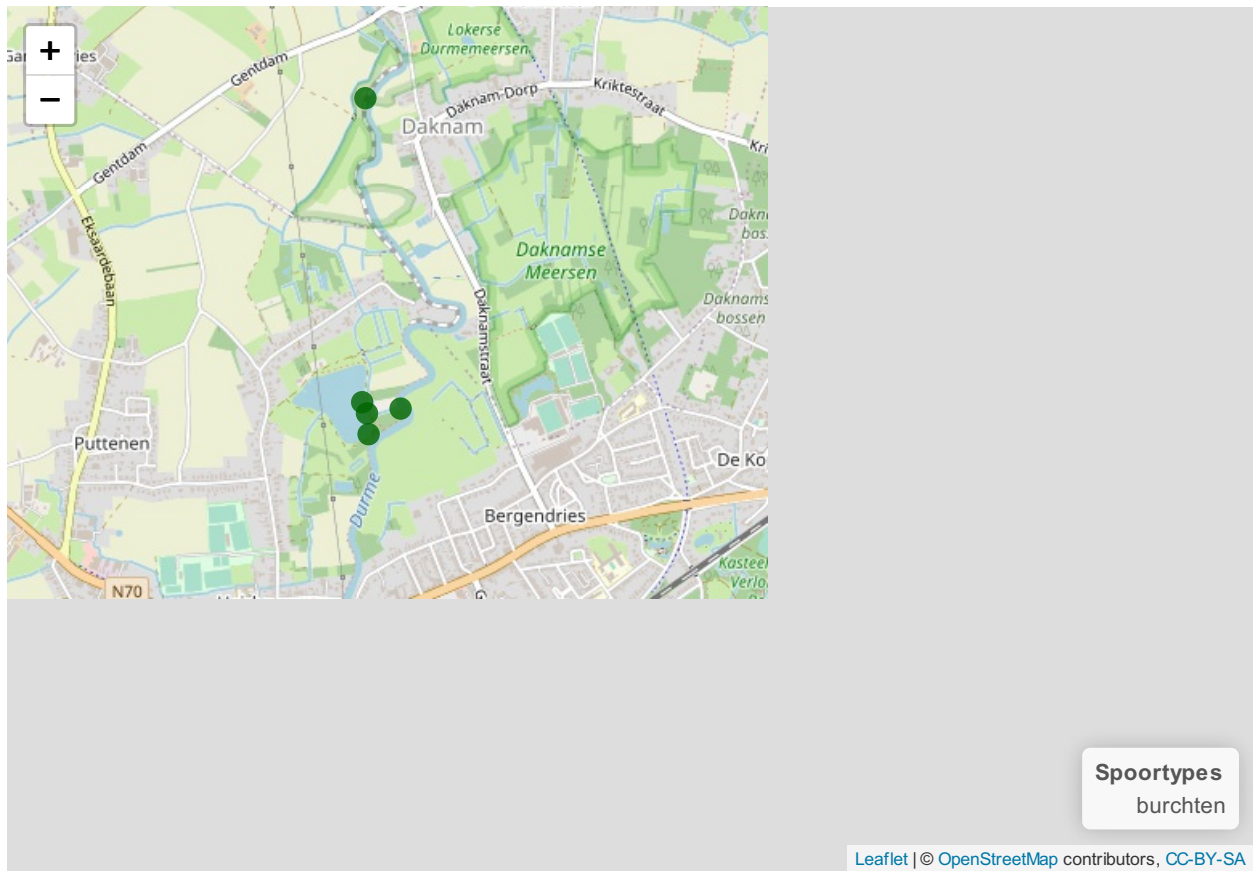 +
−
Lokerse
Durmemeersen
Gentdam
Kriktestraat
Daknam-Dorp
Daknam
Gentdam
Eksaardebaan
Daknamse
Meersen
Daknamstraat
bossen
Puttenen
De Ko
Durme
Bergendries
N70
Spoortypes
burchten
Leaflet | © OpenStreetMap contributors, CC-BY-SA